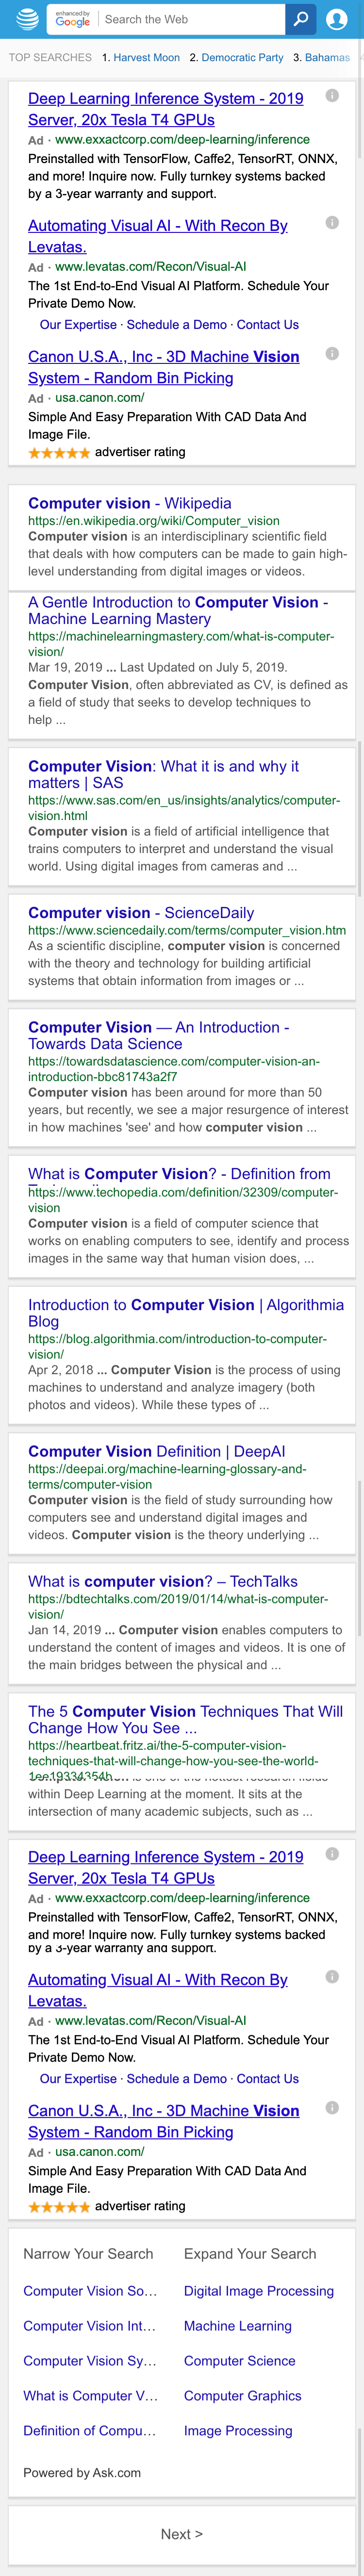 enhanced by
Google
Search the Web
TOP SEARCHES 1. Harvest Moon 2. Democratic Party 3. Bahamas
Deep Learning Inference System - 2019
Server, 20x Tesla T4 GPUs
Ad · www.exxactcorp.com/deep-learning/inference
Preinstalled with TensorFlow, Caffe2, TensorRT, ONNX,
and more! Inquire now. Fully turnkey systems backed
by a 3-year warranty and support.
Automating Visual AI - With Recon By
Levatas.
Ad · www.levatas.com/Recon/Visual-AI
The 1st End-to-End Visual AI Platform. Schedule Your
Private Demo Now.
Our Expertise · Schedule a Demo · Contact Us
Canon U.S.A., Inc - 3D Machine Vision
System - Random Bin Picking
Ad · usa.canon.com/
Simple And Easy Preparation With CAD Data And
Image File.
★★★★★ advertiser rating
Computer vision - Wikipedia
https://en.wikipedia.org/wiki/Computer_vision
Computer vision is an interdisciplinary scientific field
that deals with how computers can be made to gain high-
level understanding from digital images or videos.
A Gentle Introduction to Computer Vision -
Machine Learning Mastery
https://machinelearningmastery.com/what-is-computer-
vision/
Mar 19, 2019 ... Last Updated on July 5, 2019.
Computer Vision, often abbreviated as CV, is defined as
a field of study that seeks to develop techniques to
help ...
Computer Vision: What it is and why it
matters | SAS
https://www.sas.com/en_us/insights/analytics/computer-
vision.html
Computer vision is a field of artificial intelligence that
trains computers to interpret and understand the visual
world. Using digital images from cameras and ...
Computer vision - ScienceDaily
https://www.sciencedaily.com/terms/computer_vision.htm
As a scientific discipline, computer vision is concerned
with the theory and technology for building artificial
systems that obtain information from images or ...
Computer Vision — An Introduction -
Towards Data Science
https://towardsdatascience.com/computer-vision-an-
introduction-bbc81743a2f7
Computer vision has been around for more than 50
years, but recently, we see a major resurgence of interest
in how machines 'see' and how computer vision ...
What is Computer Vision? - Definition from
https://www.techopedia.com/definition/32309/computer-
vision
Computer vision is a field of computer science that
works on enabling computers to see, identify and process
images in the same way that human vision does, ...
Introduction to Computer Vision | Algorithmia
Blog
https://blog.algorithmia.com/introduction-to-computer-
vision/
Apr 2, 2018 ... Computer Vision is the process of using
machines to understand and analyze imagery (both
photos and videos). While these types of ...
Computer Vision Definition | DeepAI
https://deepai.org/machine-learning-glossary-and-
terms/computer-vision
Computer vision is the field of study surrounding how
computers see and understand digital images and
videos. Computer vision is the theory underlying ...
What is computer vision? – TechTalks
https://bdtechtalks.com/2019/01/14/what-is-computer-
vision/
Jan 14, 2019 ... Computer vision enables computers to
understand the content of images and videos. It is one of
the main bridges between the physical and ...
The 5 Computer Vision Techniques That Will
Change How You See ...
https://heartbeat.fritz.ai/the-5-computer-vision-
techniques-that-will-change-how-you-see-the-world-
1ee19334354b
within Deep Learning at the moment. It sits at the
intersection of many academic subjects, such as ...
Deep Learning Inference System - 2019
Server, 20x Tesla T4 GPUs
Ad · www.exxactcorp.com/deep-learning/inference
Preinstalled with TensorFlow, Caffe2, TensorRT, ONNX,
and more! Inquire now. Fully turnkey systems backed
by a 3-year warranty and support.
Automating Visual AI - With Recon By
Levatas.
Ad · www.levatas.com/Recon/Visual-AI
The 1st End-to-End Visual AI Platform. Schedule Your
Private Demo Now.
Our Expertise · Schedule a Demo · Contact Us
Canon U.S.A., Inc - 3D Machine Vision
System - Random Bin Picking
Ad · usa.canon.com/
Simple And Easy Preparation With CAD Data And
Image File.
★★★★★ advertiser rating
Narrow Your Search Expand Your Search
Computer Vision So... Digital Image Processing
Computer Vision Int... Machine Learning
Computer Vision Sy... Computer Science
What is Computer V... Computer Graphics
Definition of Compu... Image Processing
Powered by Ask.com
Next >